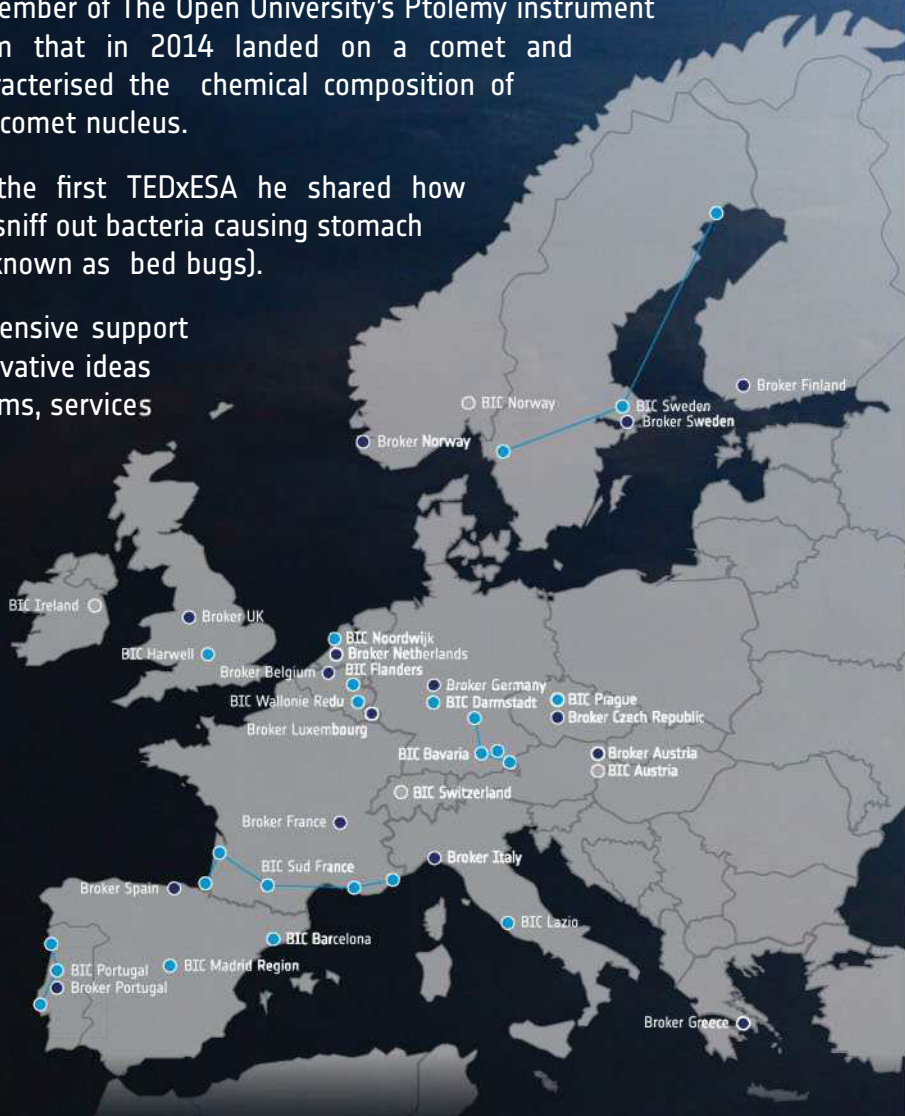 ember of The Open University's Ptolemy instrument
m that in 2014 landed on a comet and
racterised the chemical composition of
comet nucleus.
the first TEDxESA he shared how
sniff out bacteria causing stomach
known as bed bugs).
ensive support
vative ideas
ms, services
Broker Finland
BIC Norway
BIC Sweden
Broker Sweden
Broker Norway
BIC Ireland
Broker UK
BIC Noordwijk
BIC Harwell
Broker Netherlands
Broker Belgium
BIC Flanders
Broker Germany
BIC Wallonie Redu
BIC Darmstadt
BIC Prague
Broker Luxembourg
Broker Czech Republic
BIC Bavaria
Broker Austria
BIC Austria
BIC Switzerland
Broker France
Broker Italy
BIC Sud France
Broker Spain
BIC Lazio
BIC Barcelona
BIC Portugal
BIC Madrid Region
Broker Portugal
Broker Greece